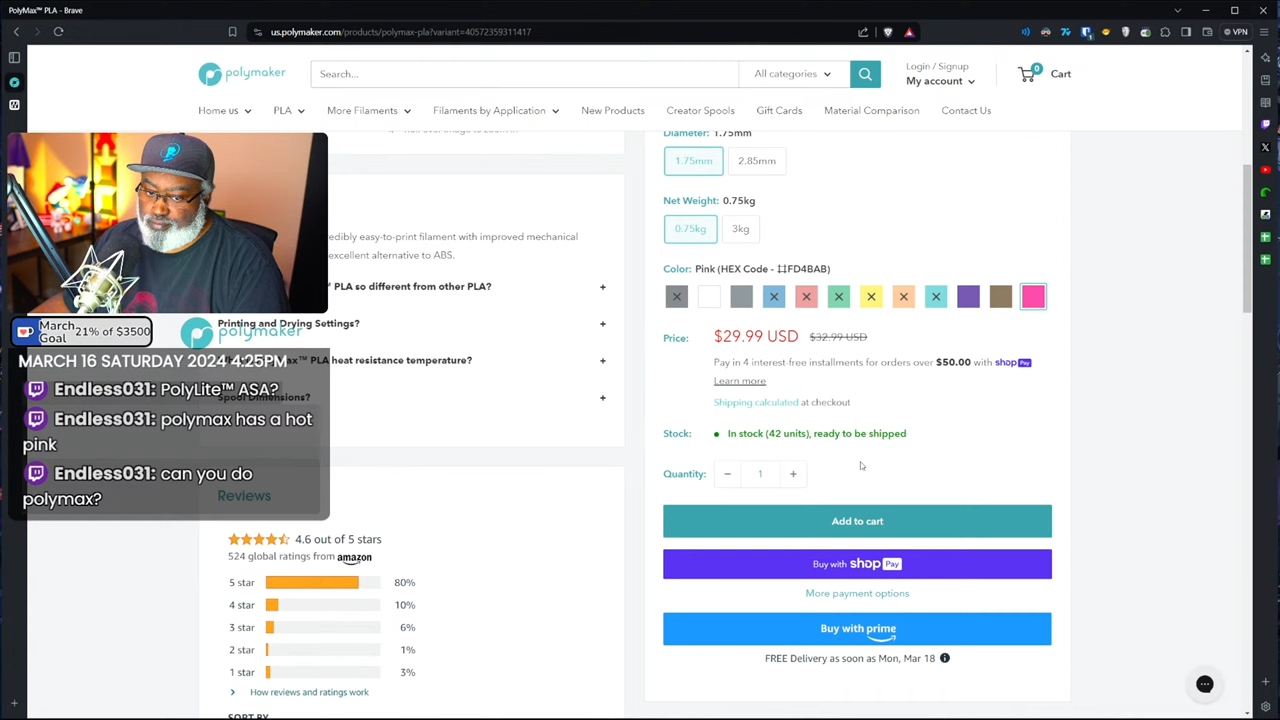 PolyMax™ PLA - Brave
us.polymaker.com/products/polymax-pla?variant=40572359311417
VPN
polymaker
Search...
All categories
Login / Signup
My account
0
Cart
Home us
PLA
More Filaments
Filaments by Application
New Products
Creator Spools
Gift Cards
Material Comparison
Contact Us
Diameter: 1.75mm
1.75mm
2.85mm
Net Weight: 0.75kg
0.75kg
3kg
Color: Pink (HEX Code - #FD4BAB)
Price:
$29.99 USD
$32.99 USD
Pay in 4 interest-free installments for orders over $50.00 with shop Pay
Learn more
Shipping calculated at checkout
Stock:
In stock (42 units), ready to be shipped
Quantity:
−
1
+
Add to cart
Buy with shop Pay
More payment options
Buy with prime
FREE Delivery as soon as Mon, Mar 18
edibly easy-to-print filament with improved mechanical
excellent alternative to ABS.
PLA so different from other PLA?
+
Printing and Drying Settings?
+
PLA heat resistance temperature?
+
Spool Dimensions?
+
March
Goal
21% of $3500
polymaker
MARCH 16 SATURDAY 2024 4:25PM
Endless031: PolyLite™ ASA?
Endless031: polymax has a hot
pink
Endless031: can you do
polymax?
Reviews
4.6 out of 5 stars
524 global ratings from amazon
5 star
80%
4 star
10%
3 star
6%
2 star
1%
1 star
3%
How reviews and ratings work
SORT BY